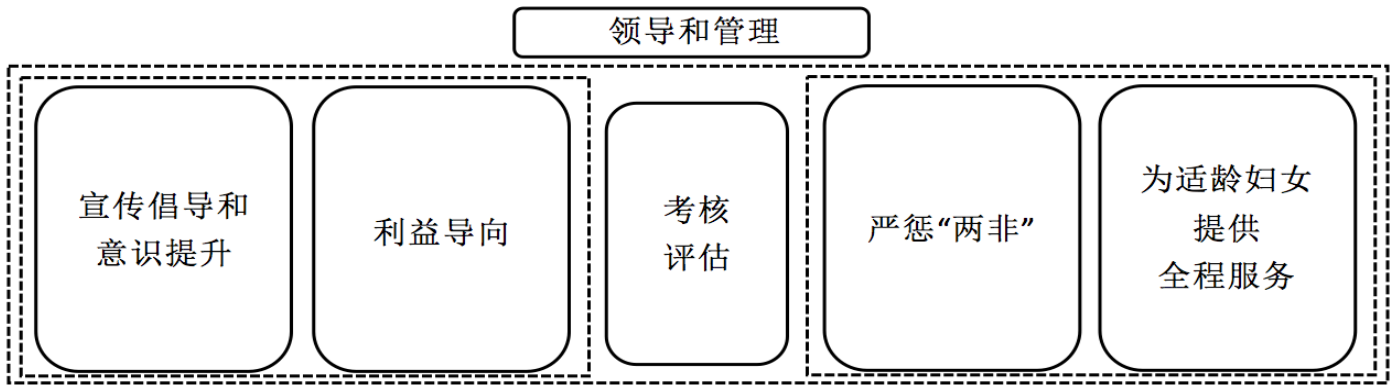 领导和管理
宣传倡导和
意识提升
利益导向
考核
评估
严惩“两非”
为适龄妇女
提供
全程服务